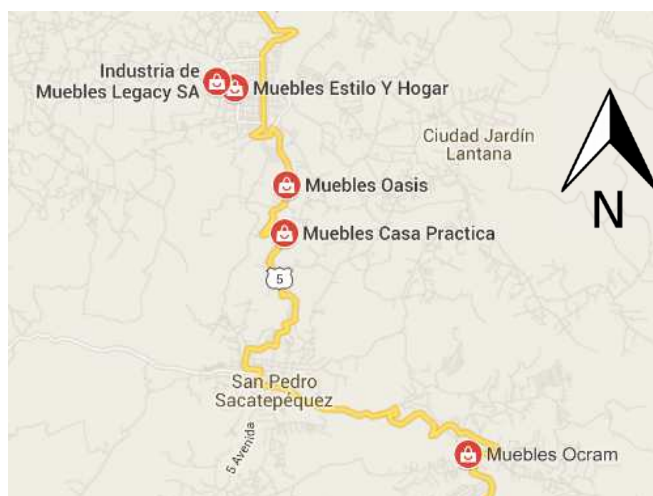 Industria de
Muebles Legacy SA
Muebles Estilo Y Hogar
Ciudad Jardín
Lantana
N
Muebles Oasis
Muebles Casa Practica
5
San Pedro
Sacatepéquez
5 Avenida
Muebles Ocram